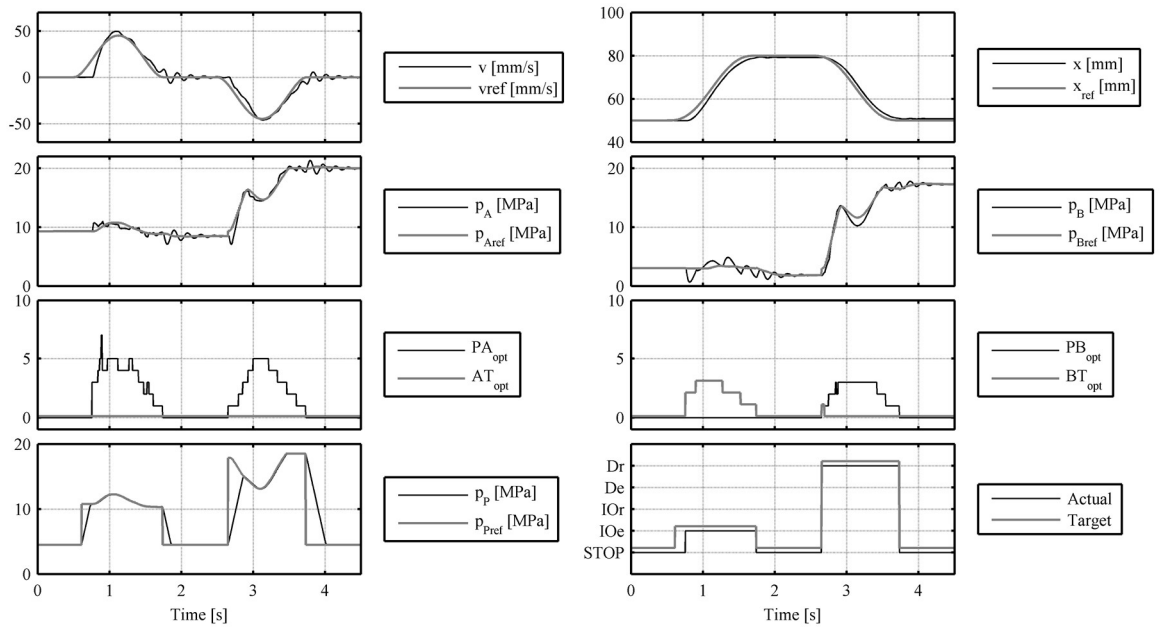 50
0
-50
v [mm/s]
vref [mm/s]
100
80
60
40
x [mm]
x_ref [mm]
20
10
0
p_A [MPa]
p_Aref [MPa]
20
10
0
p_B [MPa]
p_Bref [MPa]
10
5
0
PA_opt
AT_opt
10
5
0
PB_opt
BT_opt
20
10
0
p_P [MPa]
p_Pref [MPa]
0 1 2 3 4
Time [s]
Dr
De
IOr
IOe
STOP
Actual
Target
0 1 2 3 4
Time [s]